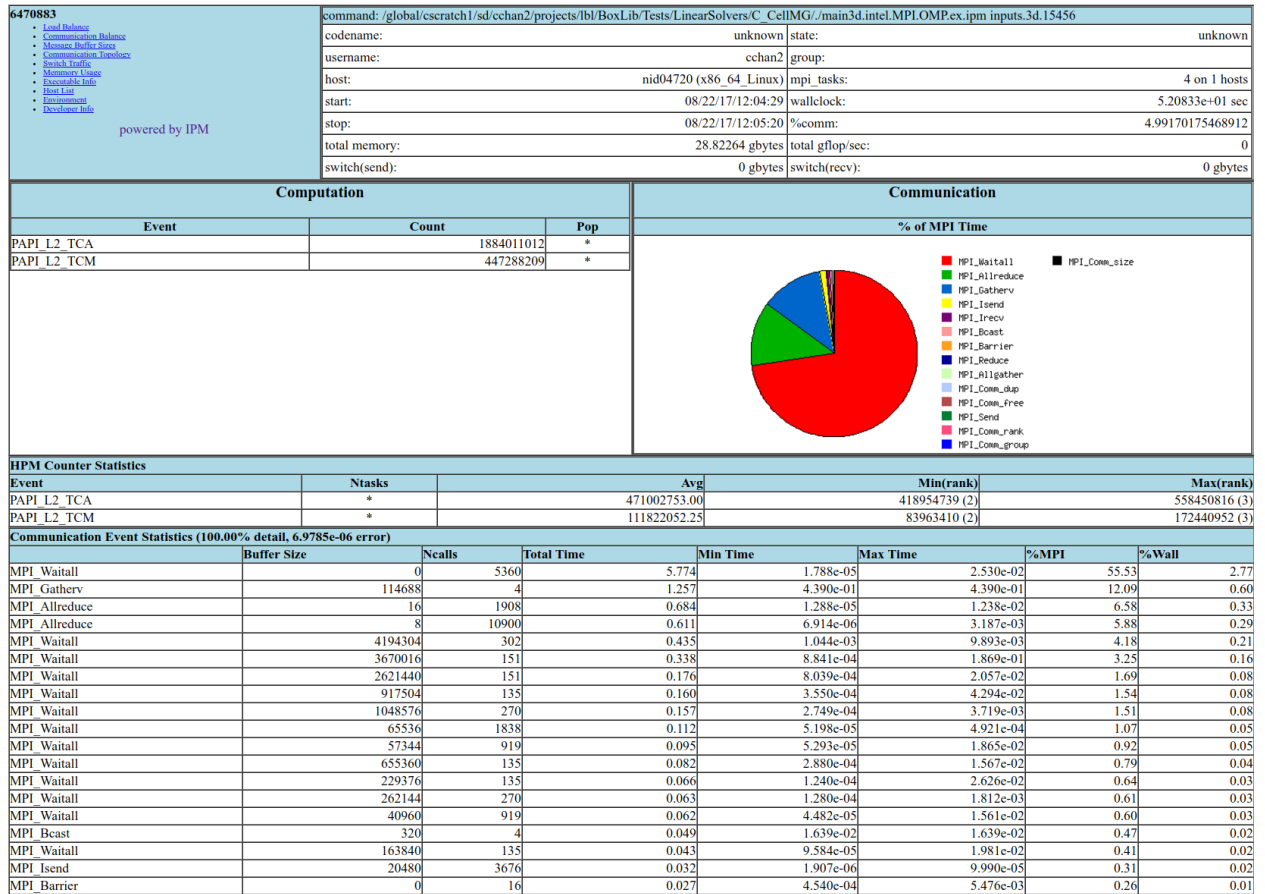 6470883
Load Balance
Communication Balance
Message Buffer Sizes
Communication Topology
Switch Traffic
Memmory Usage
Executable Info
Host List
Environment
Developer Info
powered by IPM
command: /global/cscratch1/sd/cchan2/projects/lbl/BoxLib/Tests/LinearSolvers/C_CellMG/./main3d.intel.MPI.OMP.ex.ipm inputs.3d.15456
codename: unknown state: unknown
username: cchan2 group:
host: nid04720 (x86_64_Linux) mpi_tasks: 4 on 1 hosts
start: 08/22/17/12:04:29 wallclock: 5.20833e+01 sec
stop: 08/22/17/12:05:20 %comm: 4.99170175468912
total memory: 28.82264 gbytes total gflop/sec: 0
switch(send): 0 gbytes switch(recv): 0 gbytes
Computation
Event Count Pop
PAPI_L2_TCA 1884011012 *
PAPI_L2_TCM 447288209 *
Communication
% of MPI Time
MPI_Waitall
MPI_Allreduce
MPI_Gatherv
MPI_Isend
MPI_Irecv
MPI_Bcast
MPI_Barrier
MPI_Reduce
MPI_Allgather
MPI_Comm_dup
MPI_Comm_free
MPI_Send
MPI_Comm_rank
MPI_Comm_group
MPI_Comm_size
HPM Counter Statistics
Event Ntasks Avg Min(rank) Max(rank)
PAPI_L2_TCA * 471002753.00 418954739 (2) 558450816 (3)
PAPI_L2_TCM * 111822052.25 83963410 (2) 172440952 (3)
Communication Event Statistics (100.00% detail, 6.9785e-06 error)
Buffer Size Ncalls Total Time Min Time Max Time %MPI %Wall
MPI_Waitall 0 5360 5.774 1.788e-05 2.530e-02 55.53 2.77
MPI_Gatherv 114688 4 1.257 4.390e-01 4.390e-01 12.09 0.60
MPI_Allreduce 16 1908 0.684 1.288e-05 1.238e-02 6.58 0.33
MPI_Allreduce 8 10900 0.611 6.914e-06 3.187e-03 5.88 0.29
MPI_Waitall 4194304 302 0.435 1.044e-03 9.893e-03 4.18 0.21
MPI_Waitall 3670016 151 0.338 8.841e-04 1.869e-01 3.25 0.16
MPI_Waitall 2621440 151 0.176 8.039e-04 2.057e-02 1.69 0.08
MPI_Waitall 917504 135 0.160 3.550e-04 4.294e-02 1.54 0.08
MPI_Waitall 1048576 270 0.157 2.749e-04 3.719e-03 1.51 0.08
MPI_Waitall 65536 1838 0.112 5.198e-05 4.921e-04 1.07 0.05
MPI_Waitall 57344 919 0.095 5.293e-05 1.865e-02 0.92 0.05
MPI_Waitall 655360 135 0.082 2.880e-04 1.567e-02 0.79 0.04
MPI_Waitall 229376 135 0.066 1.240e-04 2.626e-02 0.64 0.03
MPI_Waitall 262144 270 0.063 1.280e-04 1.812e-03 0.61 0.03
MPI_Waitall 40960 919 0.062 4.482e-05 1.561e-02 0.60 0.03
MPI_Bcast 320 4 0.049 1.639e-02 1.639e-02 0.47 0.02
MPI_Waitall 163840 135 0.043 9.584e-05 1.981e-02 0.41 0.02
MPI_Isend 20480 3676 0.032 1.907e-06 9.990e-05 0.31 0.02
MPI_Barrier 0 16 0.027 4.540e-04 5.476e-03 0.26 0.01